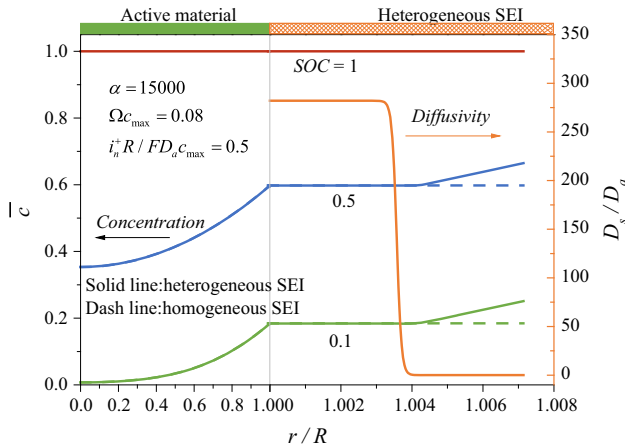 Active material
Heterogeneous SEI
1.0
0.8
0.6
0.4
0.2
0.0
c
350
300
250
200
150
100
50
0
D_s/D_a
SOC = 1
α = 15000
Ωc_max = 0.08
i_n^+ R / FD_a c_max = 0.5
Diffusivity
0.5
Concentration
Solid line:heterogeneous SEI
Dash line:homogeneous SEI
0.1
0.0 0.2 0.4 0.6 0.8 1.000 1.002 1.004 1.006 1.008
r / R